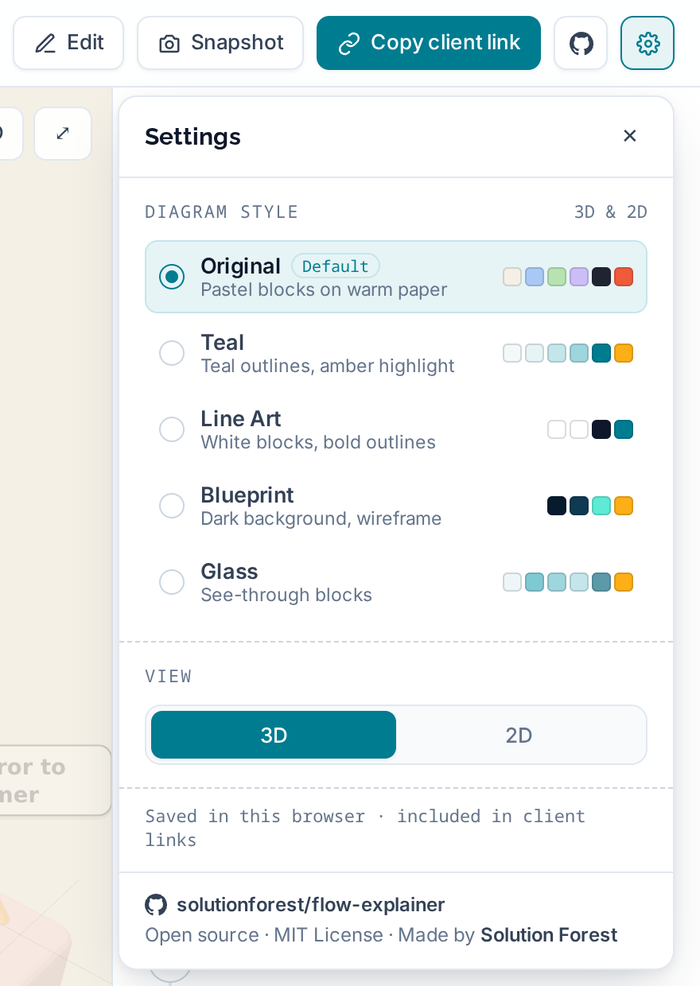 Edit
Snapshot
Copy client link
Settings
DIAGRAM STYLE
3D & 2D
Original
Default
Pastel blocks on warm paper
Teal
Teal outlines, amber highlight
Line Art
White blocks, bold outlines
Blueprint
Dark background, wireframe
Glass
See-through blocks
VIEW
3D
2D
Saved in this browser · included in client
links
solutionforest/flow-explainer
Open source · MIT License · Made by Solution Forest